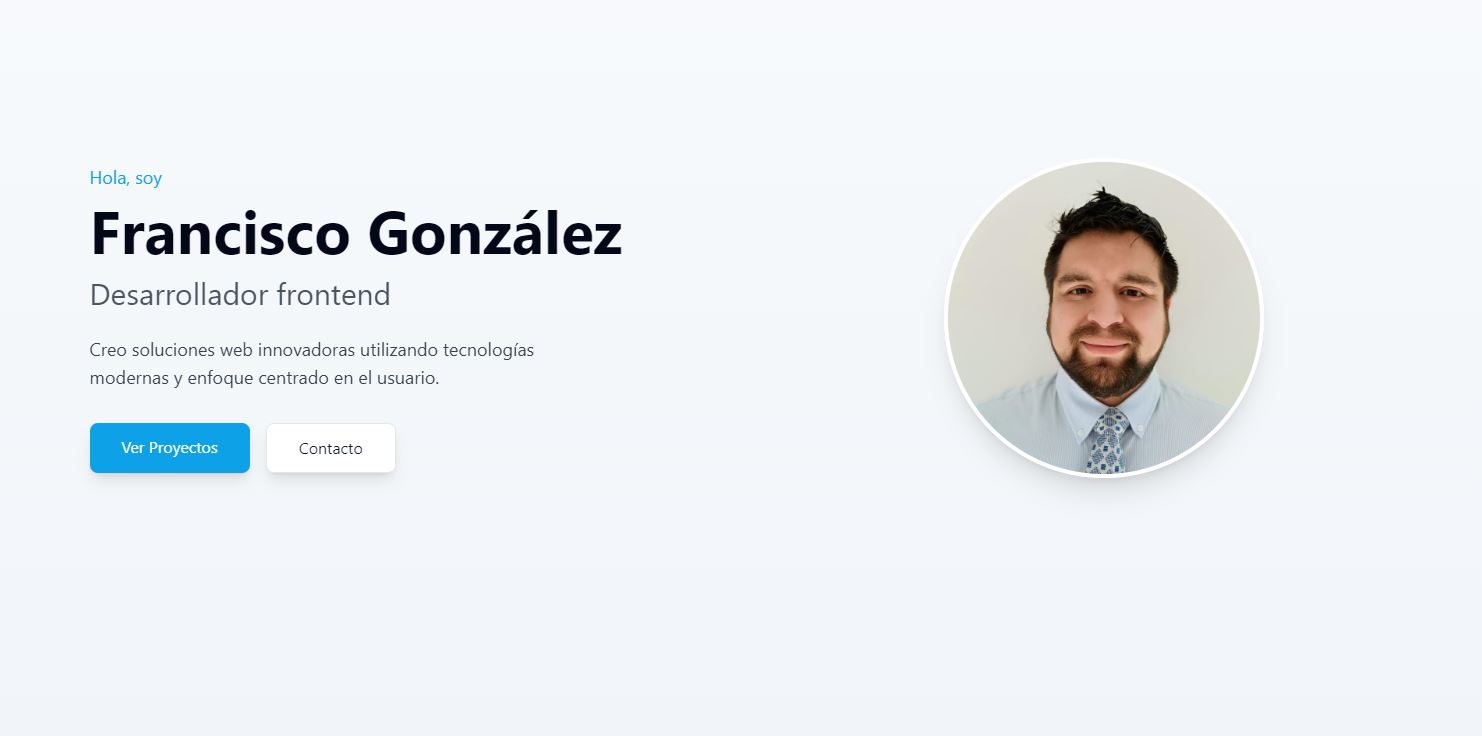 Hola, soy
Francisco González
Desarrollador frontend
Creo soluciones web innovadoras utilizando tecnologías
modernas y enfoque centrado en el usuario.
Ver Proyectos
Contacto